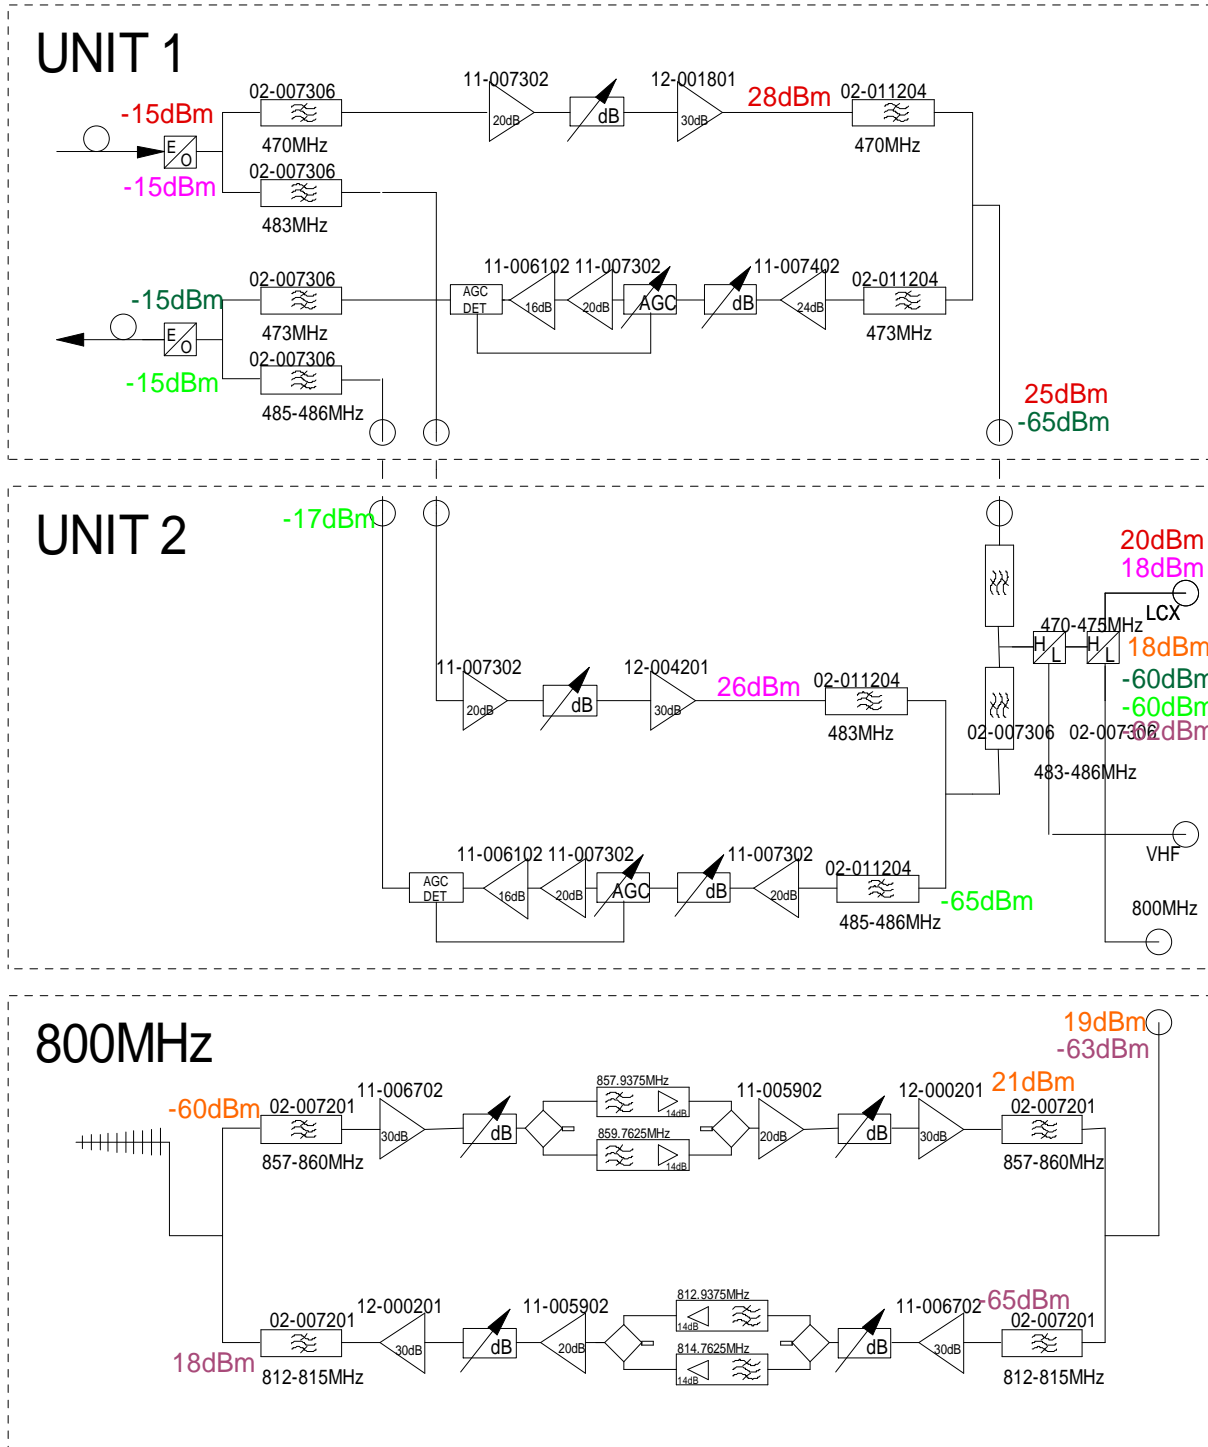 UNIT 1
11-007302
12-001801
02-007306
28dBm
02-011204
-15dBm
20dB
dB
30dB
470MHz
470MHz
E
O
02-007306
-15dBm
483MHz
11-006102
11-007302
11-007402
02-007306
02-011204
-15dBm
AGC
DET
16dB
20dB
AGC
dB
24dB
473MHz
473MHz
E
O
02-007306
-15dBm
485-486MHz
25dBm
-65dBm
UNIT 2
-17dBm
20dBm
18dBm
LCX
470-475MHz
H
L
H
L
18dBm
11-007302
12-004201
26dBm
02-011204
-60dBm
20dB
dB
30dB
-60dBm
483MHz
02-007306
02-007306
-62dBm
483-486MHz
11-006102
11-007302
11-007302
VHF
02-011204
AGC
DET
16dB
20dB
AGC
dB
20dB
-65dBm
485-486MHz
800MHz
800MHz
19dBm
-63dBm
857.9375MHz
11-006702
11-005902
12-000201
21dBm
-60dBm
02-007201
14dB
02-007201
30dB
dB
859.7625MHz
20dB
dB
30dB
857-860MHz
14dB
857-860MHz
812.9375MHz
12-000201
11-005902
11-006702
-65dBm
02-007201
14dB
02-007201
30dB
dB
20dB
814.7625MHz
dB
30dB
18dBm
812-815MHz
14dB
812-815MHz